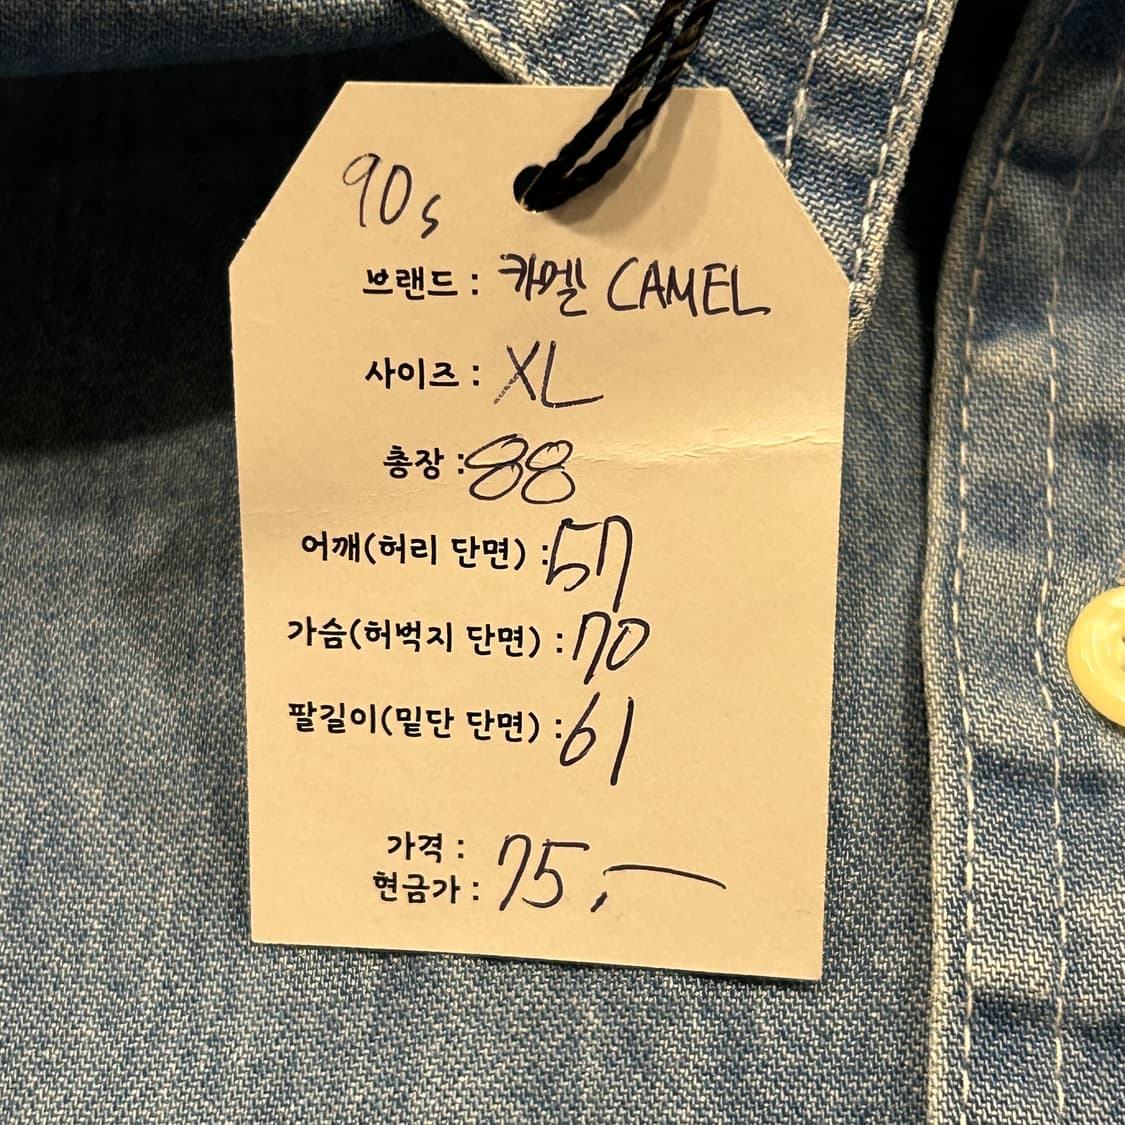 90s
브랜드 : 카멜 CAMEL
사이즈 : XL
총장 : 88
어깨(허리 단면) : 57
가슴(허벅지 단면) : 70
팔길이(밑단 단면) : 61
가격 :
현금가 : 75,—